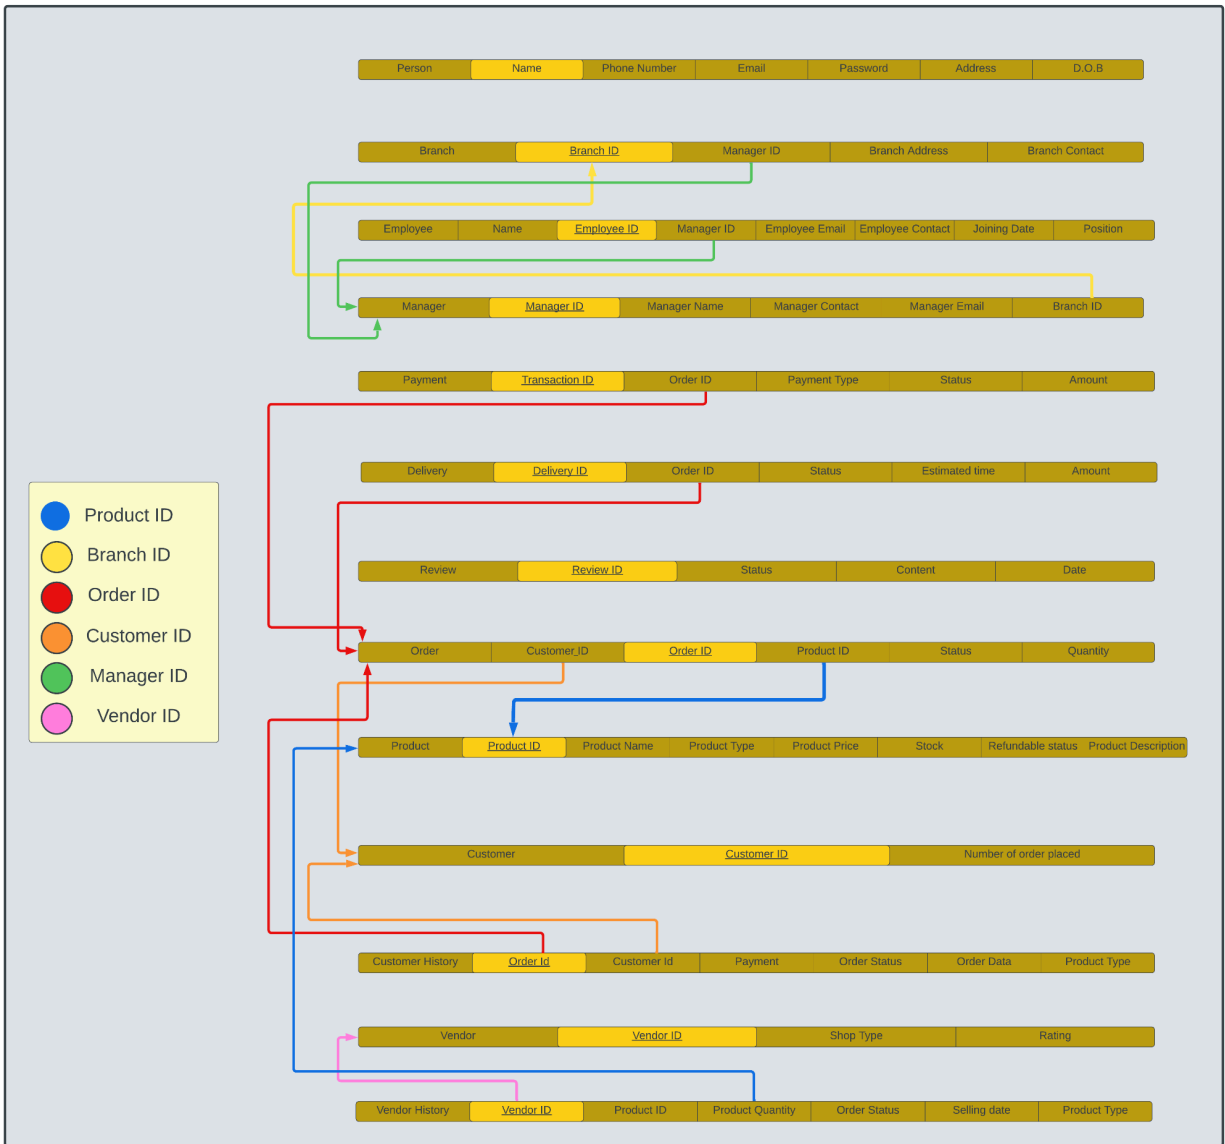 Person Name Phone Number Email Password Address D.O.B
Branch Branch ID Manager ID Branch Address Branch Contact
Employee Name Employee ID Manager ID Employee Email Employee Contact Joining Date Position
Manager Manager ID Manager Name Manager Contact Manager Email Branch ID
Payment Transaction ID Order ID Payment Type Status Amount
Delivery Delivery ID Order ID Status Estimated time Amount
Product ID
Branch ID
Order ID
Customer ID
Manager ID
Vendor ID
Review Review ID Status Content Date
Order Customer ID Order ID Product ID Status Quantity
Product Product ID Product Name Product Type Product Price Stock Refundable status Product Description
Customer Customer ID Number of order placed
Customer History Order Id Customer Id Payment Order Status Order Data Product Type
Vendor Vendor ID Shop Type Rating
Vendor History Vendor ID Product ID Product Quantity Order Status Selling date Product Type